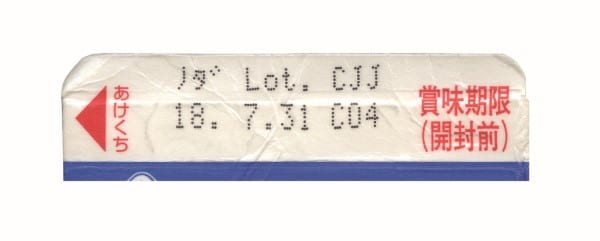 あけくち
ノダ Lot. CJJ
18. 7.31 C04
賞味期限
(開封前)